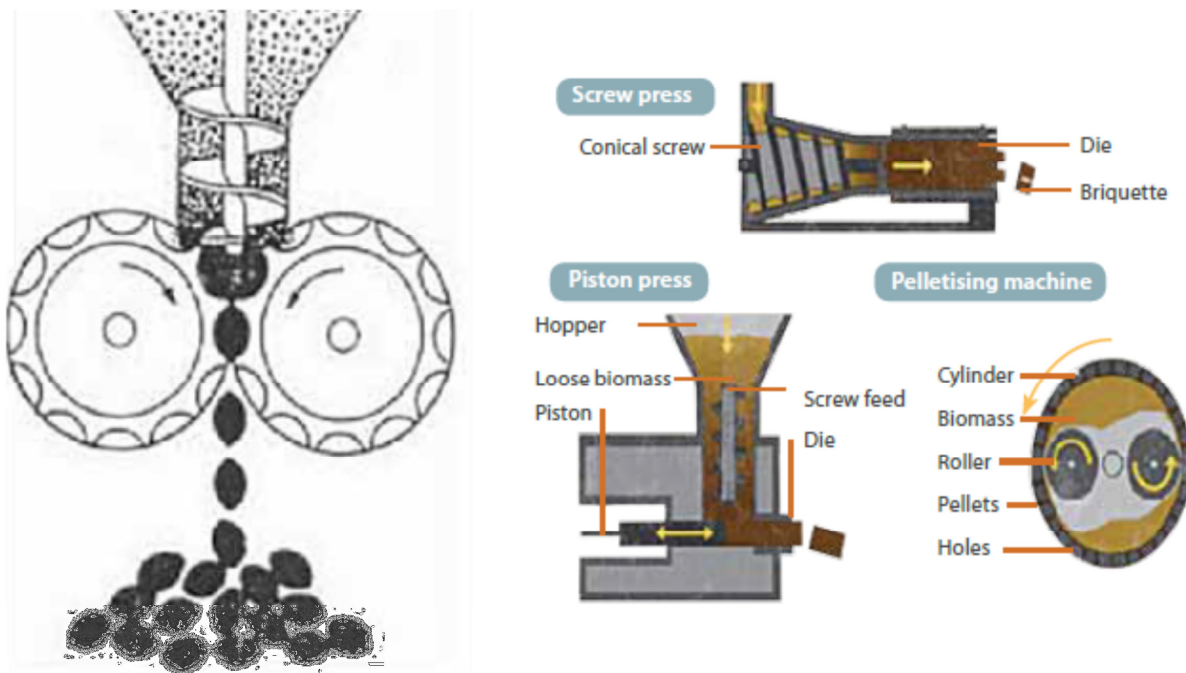 Screw press
Conical screw
Die
Briquette
Piston press
Hopper
Loose biomass
Piston
Screw feed
Die
Pelletising machine
Cylinder
Biomass
Roller
Pellets
Holes